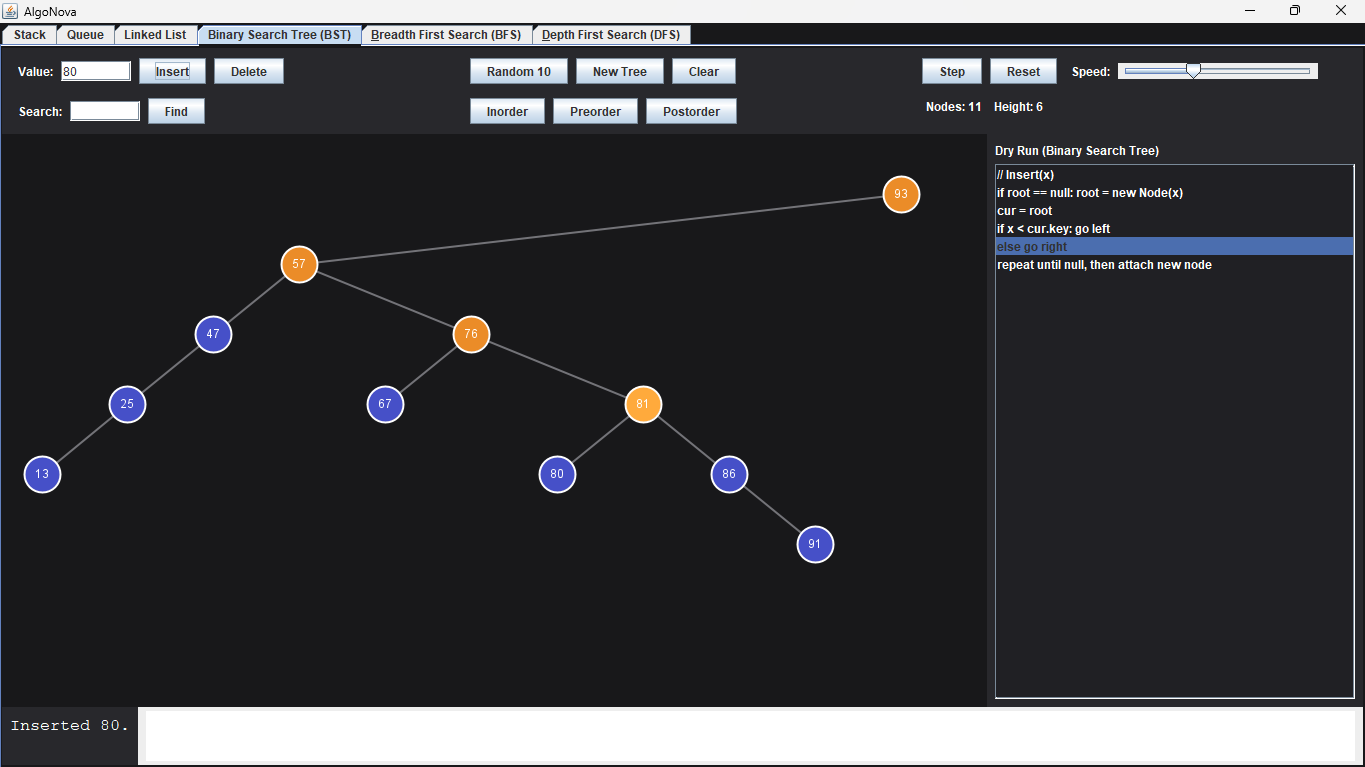 AlgoNova
Stack Queue Linked List Binary Search Tree (BST) Breadth First Search (BFS) Depth First Search (DFS)
Value: 80 Insert Delete Random 10 New Tree Clear Step Reset Speed:
Search: Find Inorder Preorder Postorder Nodes: 11 Height: 6
Dry Run (Binary Search Tree)
// Insert(x)
if root == null: root = new Node(x)
cur = root
if x < cur.key: go left
else go right
repeat until null, then attach new node
93
57
47 76
25 67 81
13 80 86
91
Inserted 80.